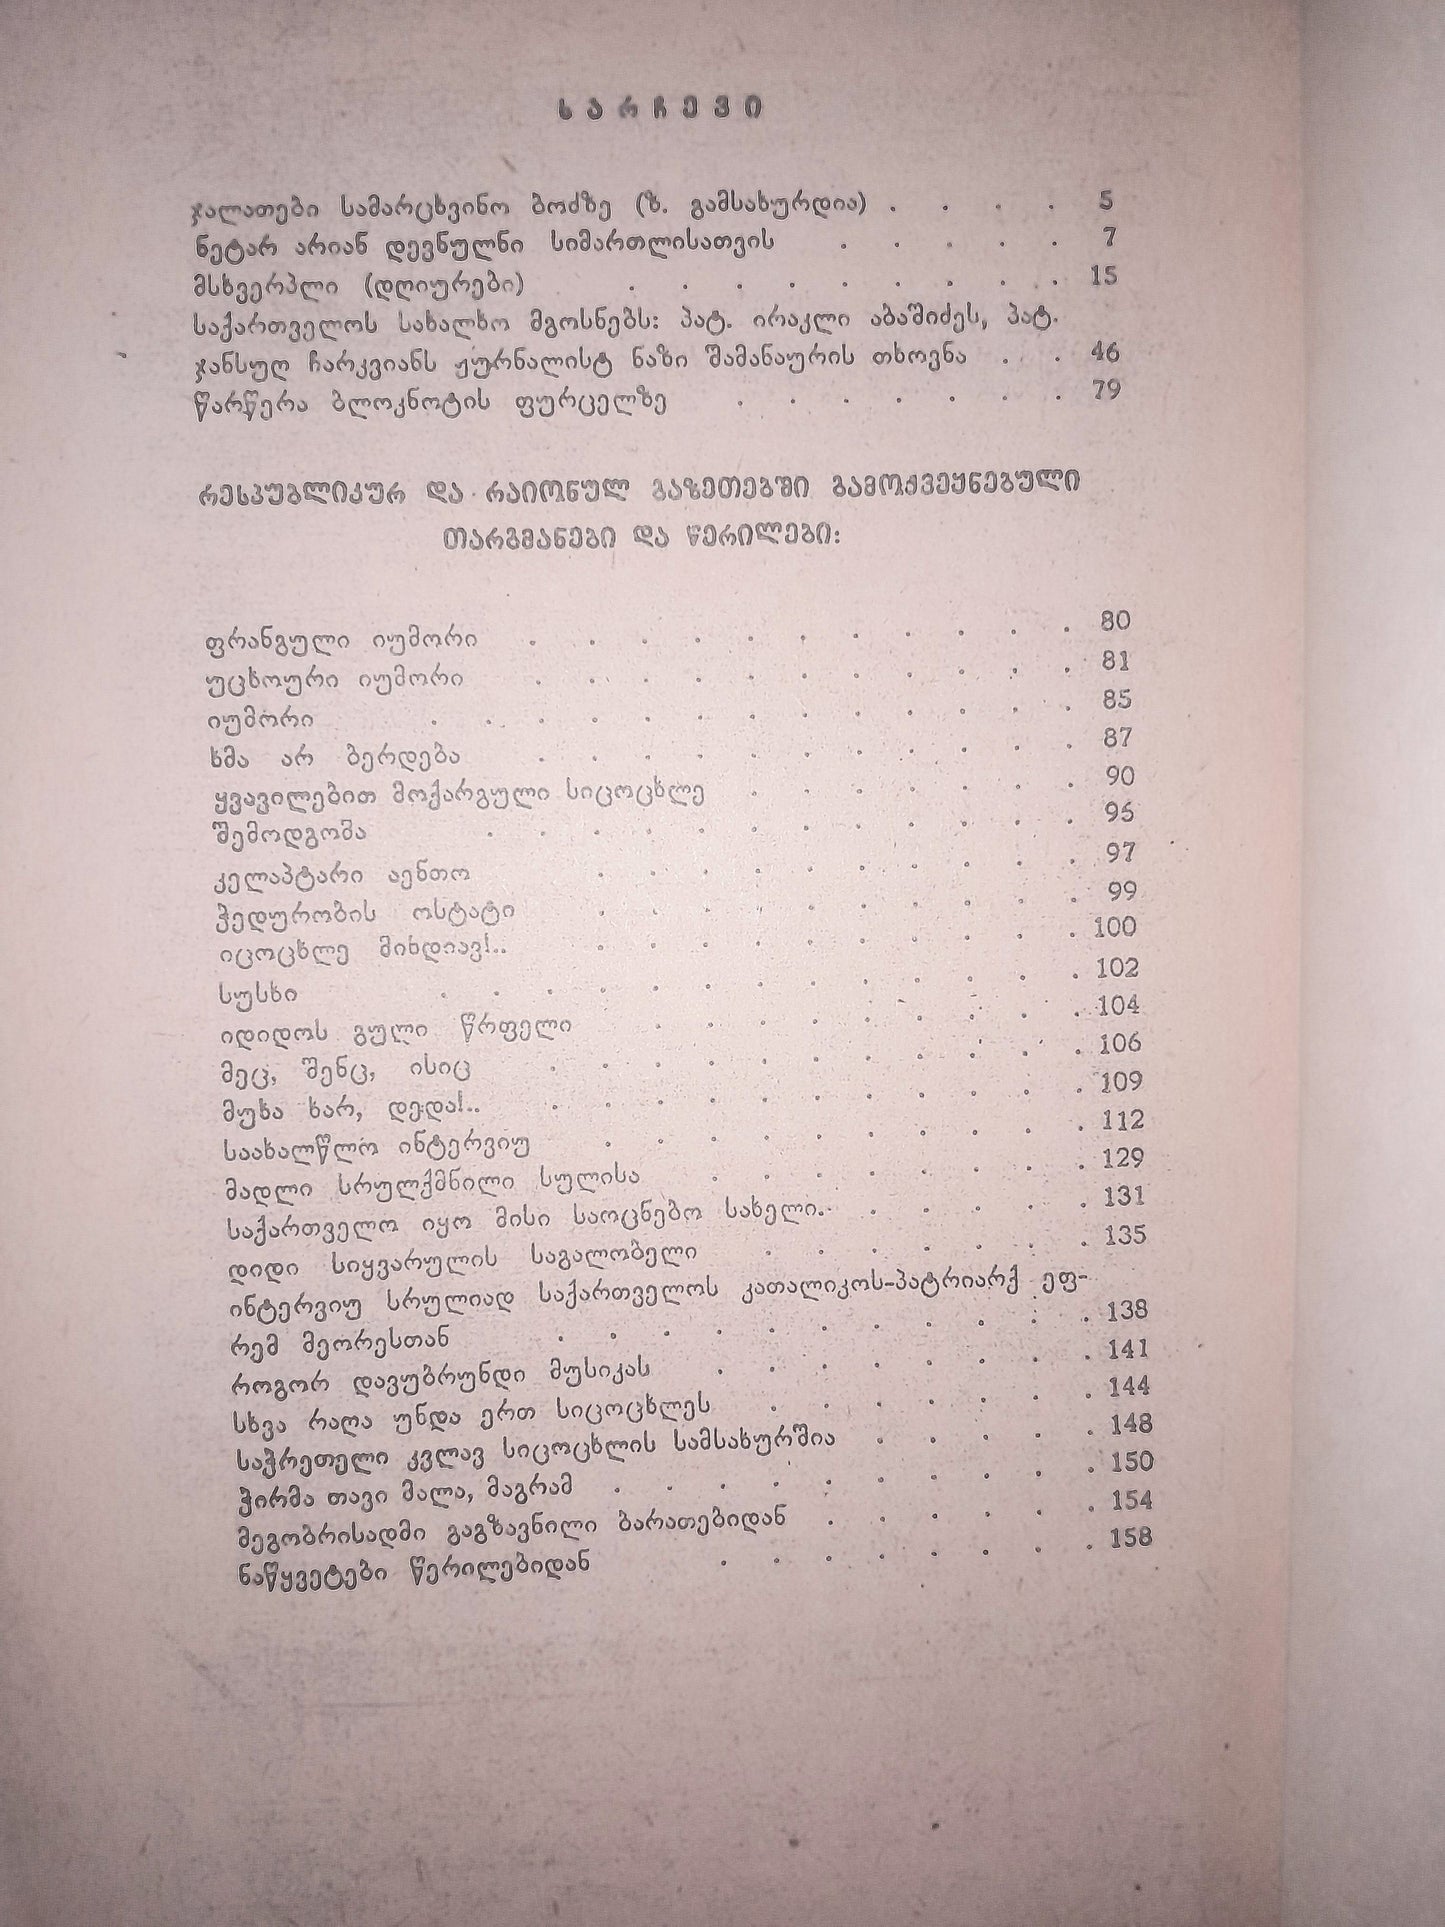 სარჩევი
ჯალათები სამარცხვინო ბოძზე (ზ. გამსახურდია) . . . . 5
ნეტარ არიან დევნულნი სიმართლისათვის . . . . . 7
მსხვერპლი (დღიურები) . . . . . . . . . 15
საქართველოს სახალხო მგოსნებს: პატ. ირაკლი აბაშიძეს, პატ.
ჯანსუღ ჩარკვიანს ჟურნალისტ ნაზი შამანაურის თხოვნა . . 46
წარწერა ბლოკნოტის ფურცელზე . . . . . . . 79
რესპუბლიკურ და რაიონულ გაზეთებში გამოქვეყნებული
თარგმანები და წერილები:
ფრანგული იუმორი . . . . . . . . . . . 80
უცხოური იუმორი . . . . . . . . . . . 81
იუმორი . . . . . . . . . . . . . 85
ხმა არ ბერდება . . . . . . . . . . . 87
ყვავილებით მოქარგული სიცოცხლე . . . . . . . 90
შემოდგომა . . . . . . . . . . . . 95
კელაპტარი აენთო . . . . . . . . . . 97
ჭედურობის ოსტატი . . . . . . . . . . 99
იცოცხლე მიხდიავ!.. . . . . . . . . . . 100
სუსხი . . . . . . . . . . . . . 102
იდიდოს გული წრფელი . . . . . . . . . 104
მეც, შენც, ისიც . . . . . . . . . . . 106
მუხა ხარ, დედა!.. . . . . . . . . . . . 109
საახალწლო ინტერვიუ . . . . . . . . . . 112
მადლი სრულქმნილი სულისა . . . . . . . . 129
საქართველო იყო მისი საოცნებო სახელი.. . . . . . 131
დიდი სიყვარულის საგალობელი . . . . . . . 135
ინტერვიუ სრულიად საქართველოს კათალიკოს-პატრიარქ ეფ-
რემ მეორესთან . . . . . . . . . . . 138
როგორ დავუბრუნდი მუსიკას . . . . . . . . 141
სხვა რაღა უნდა ერთ სიცოცხლეს . . . . . . . 144
საჭრეთელი კვლავ სიცოცხლის სამსახურშია . . . . . 148
ჭირმა თავი მალა, მაგრამ . . . . . . . . . . 150
მეგობრისადმი გაგზავნილი ბარათებიდან . . . . . . 154
ნაწყვეტები წერილებიდან . . . . . . . . 158